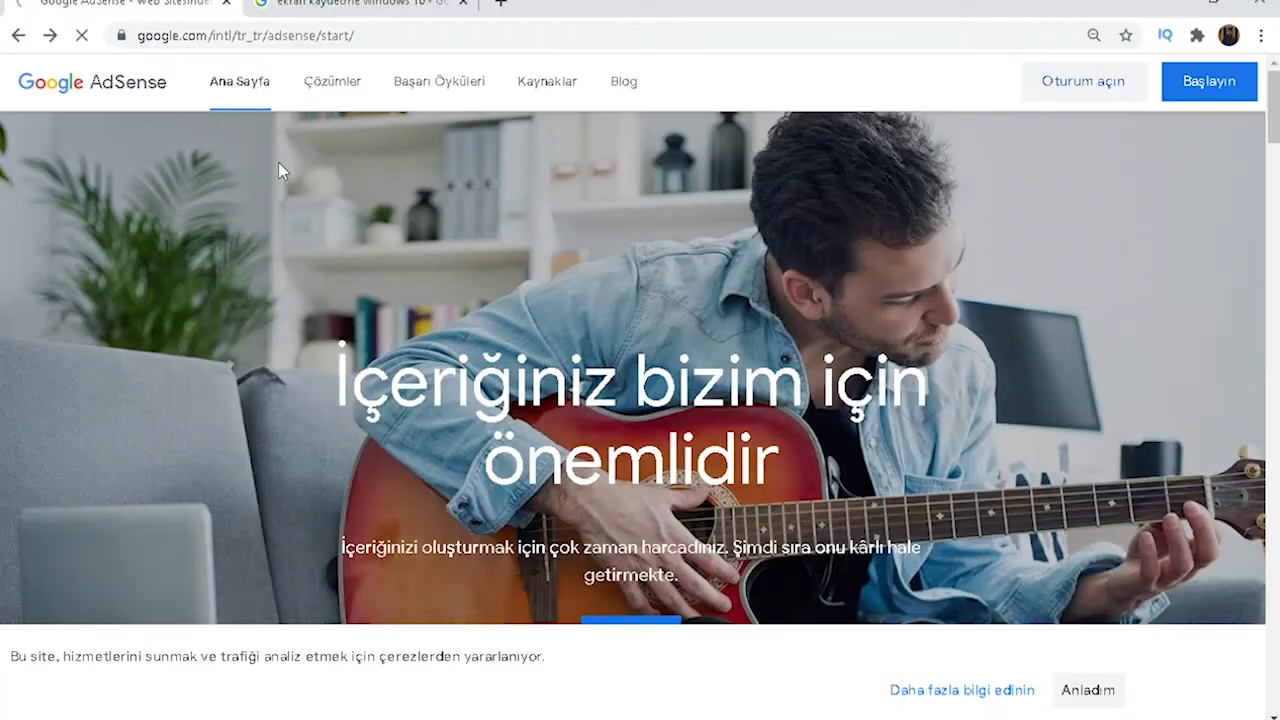 Google AdSense - Web Sitesinden
ekran kaydetme windows 10 - Go
google.com/intl/tr_tr/adsense/start/
IQ
Google AdSense
Ana Sayfa
Çözümler
Başarı Öyküleri
Kaynaklar
Blog
Oturum açın
Başlayın
İçeriğiniz bizim için
önemlidir
İçeriğinizi oluşturmak için çok zaman harcadınız. Şimdi sıra onu kârlı hale
getirmekte.
Bu site, hizmetlerini sunmak ve trafiği analiz etmek için çerezlerden yararlanıyor.
Daha fazla bilgi edinin
Anladım